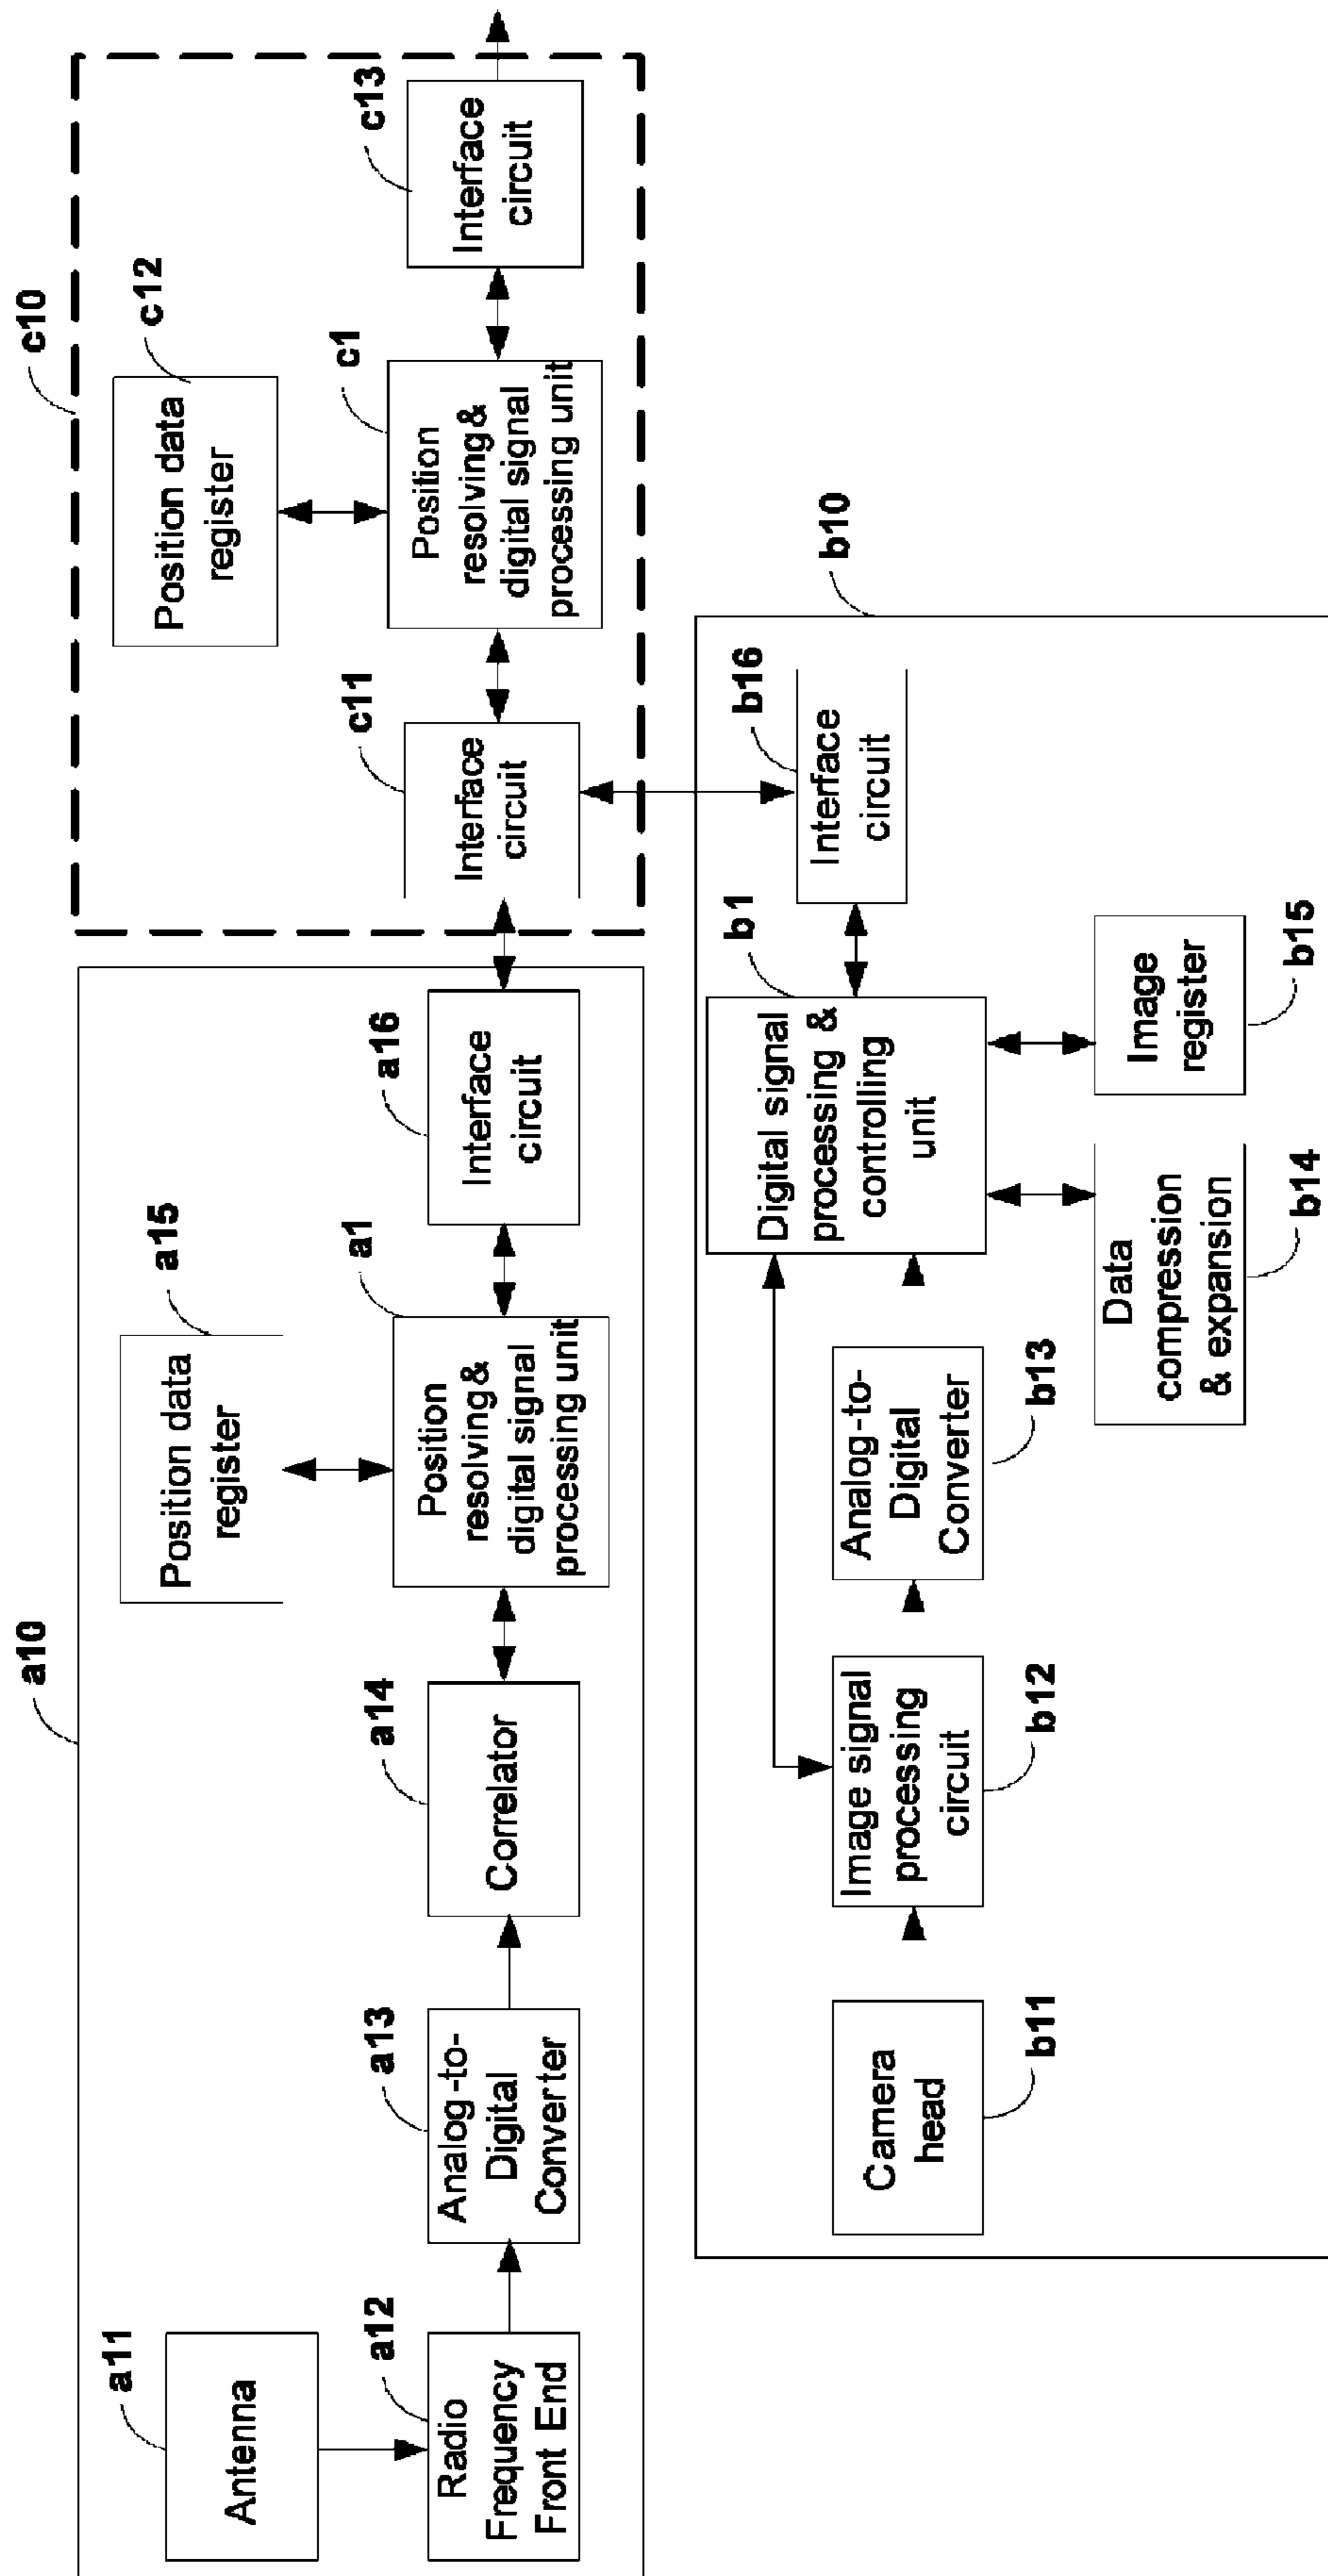 a10
a11
Antenna
a12
Radio
Frequency
Front End
a13
Analog-to-
Digital
Converter
a14
Correlator
a15
Position data
register
a1
Position
resolving&
digital signal
processing unit
a16
Interface
circuit
c10
c11
Interface
circuit
c12
Position data
register
c1
Position
resolving&
digital signal
processing unit
c13
Interface
circuit
b10
Camera
head
b11
Image signal
processing
circuit
b12
Analog-to-
Digital
Converter
b13
b1
Digital signal
processing &
controlling
unit
b16
Interface
circuit
Data
compression
& expansion
b14
Image
register
b15